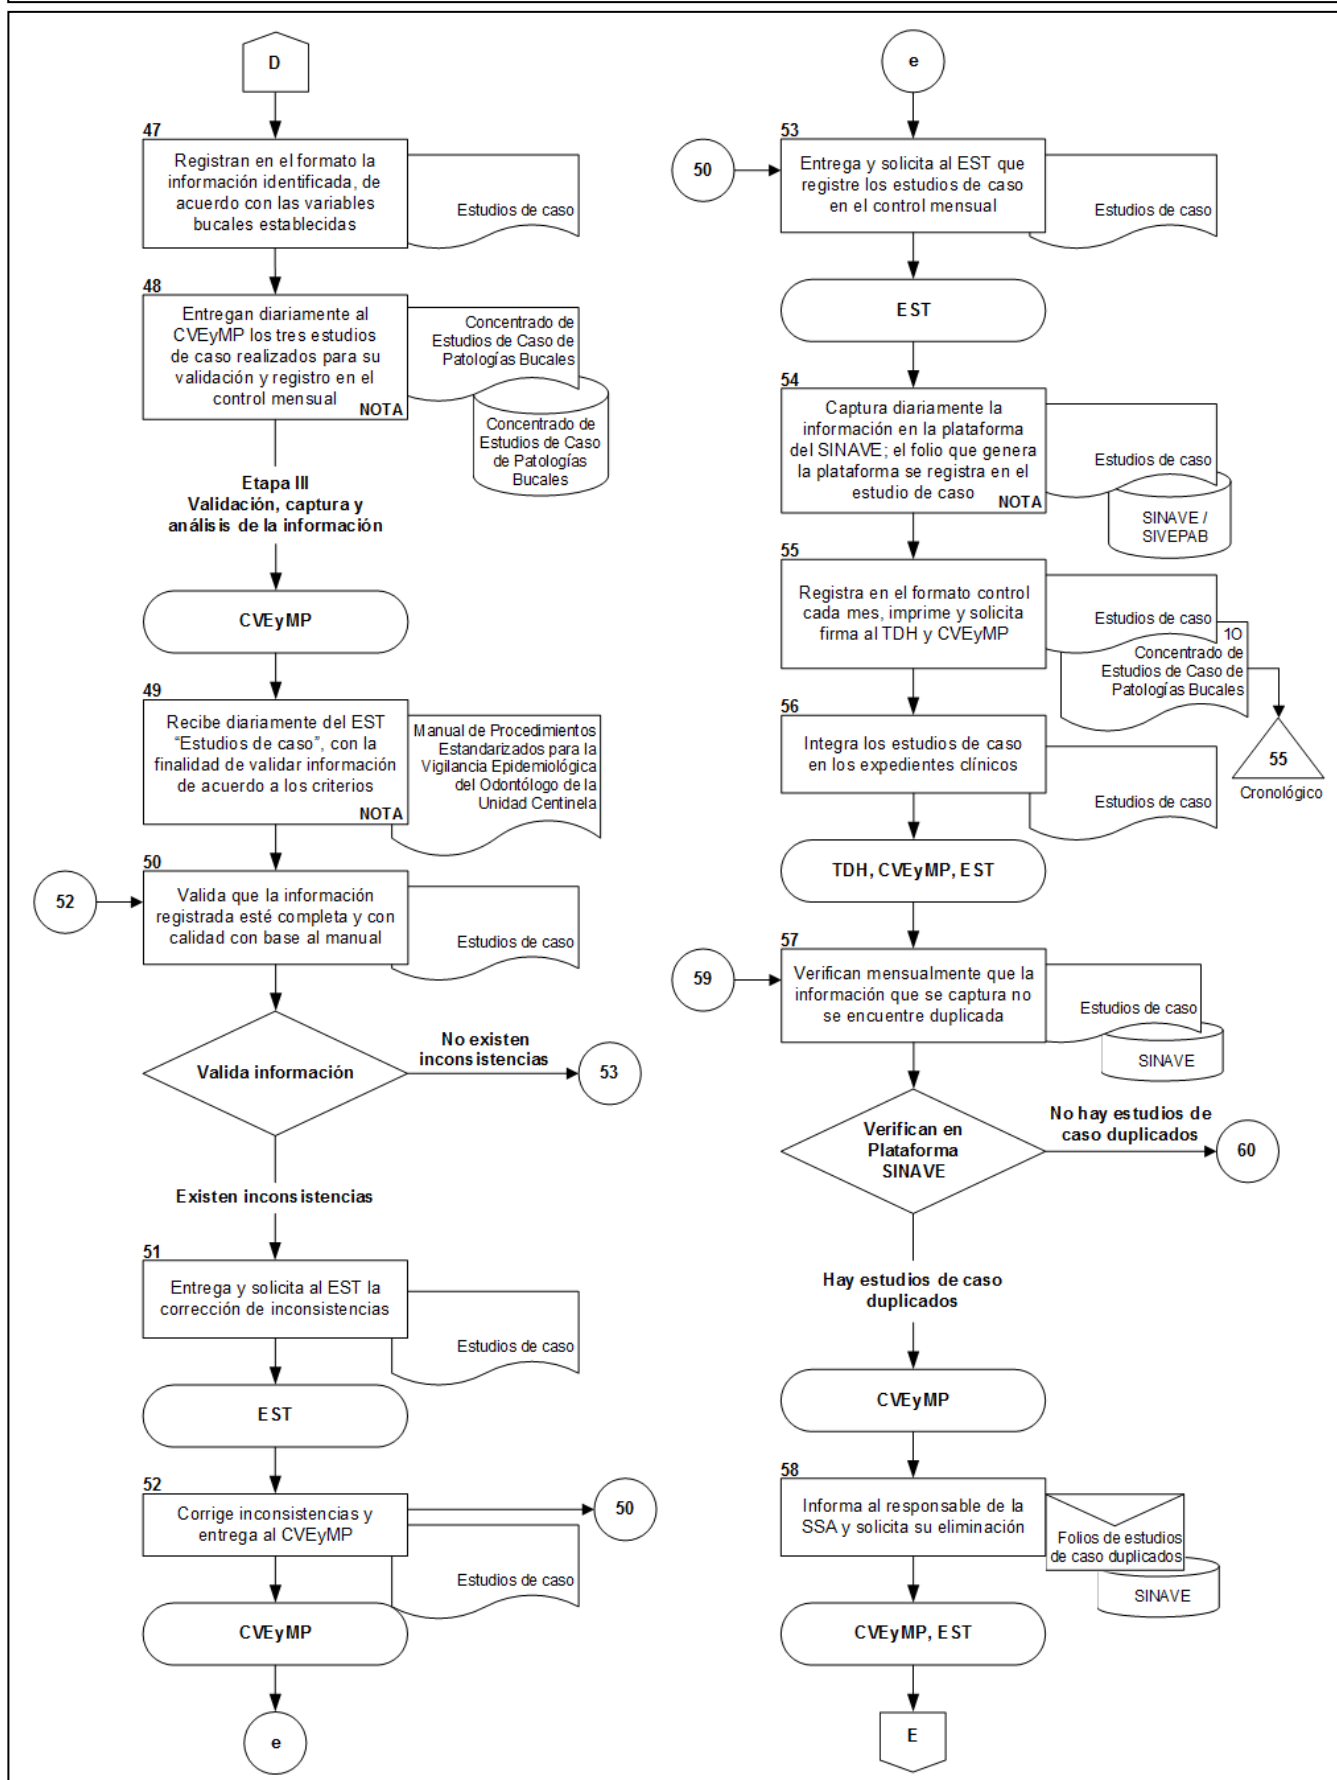 D
47
Registran en el formato la
información identificada, de
acuerdo con las variables
bucales establecidas
Estudios de caso
48
Entregan diariamente al
CVEyMP los tres estudios
de caso realizados para su
validación y registro en el
control mensual
NOTA
Concentrado de
Estudios de Caso de
Patologías Bucales
Concentrado de
Estudios de Caso
de Patologías
Bucales
Etapa III
Validación, captura y
análisis de la información
CVEyMP
49
Recibe diariamente del EST
“Estudios de caso”, con la
finalidad de validar información
de acuerdo a los criterios
NOTA
Manual de Procedimientos
Estandarizados para la
Vigilancia Epidemiológica
del Odontólogo de la
Unidad Centinela
52
50
Valida que la información
registrada esté completa y con
calidad con base al manual
Estudios de caso
Valida información
No existen
inconsistencias
53
Existen inconsistencias
51
Entrega y solicita al EST la
corrección de inconsistencias
Estudios de caso
EST
52
Corrige inconsistencias y
entrega al CVEyMP
50
Estudios de caso
CVEyMP
e
e
50
53
Entrega y solicita al EST que
registre los estudios de caso
en el control mensual
Estudios de caso
EST
54
Captura diariamente la
información en la plataforma
del SINAVE; el folio que genera
la plataforma se registra en el
estudio de caso
NOTA
Estudios de caso
SINAVE /
SIVEPAB
55
Registra en el formato control
cada mes, imprime y solicita
firma al TDH y CVEyMP
Estudios de caso
1O
Concentrado de
Estudios de Caso de
Patologías Bucales
55
Cronológico
56
Integra los estudios de caso
en los expedientes clínicos
Estudios de caso
TDH, CVEyMP, EST
59
57
Verifican mensualmente que la
información que se captura no
se encuentre duplicada
Estudios de caso
SINAVE
Verifican en
Plataforma
SINAVE
No hay estudios de
caso duplicados
60
Hay estudios de caso
duplicados
CVEyMP
58
Informa al responsable de la
SSA y solicita su eliminación
Folios de estudios
de caso duplicados
SINAVE
CVEyMP, EST
E